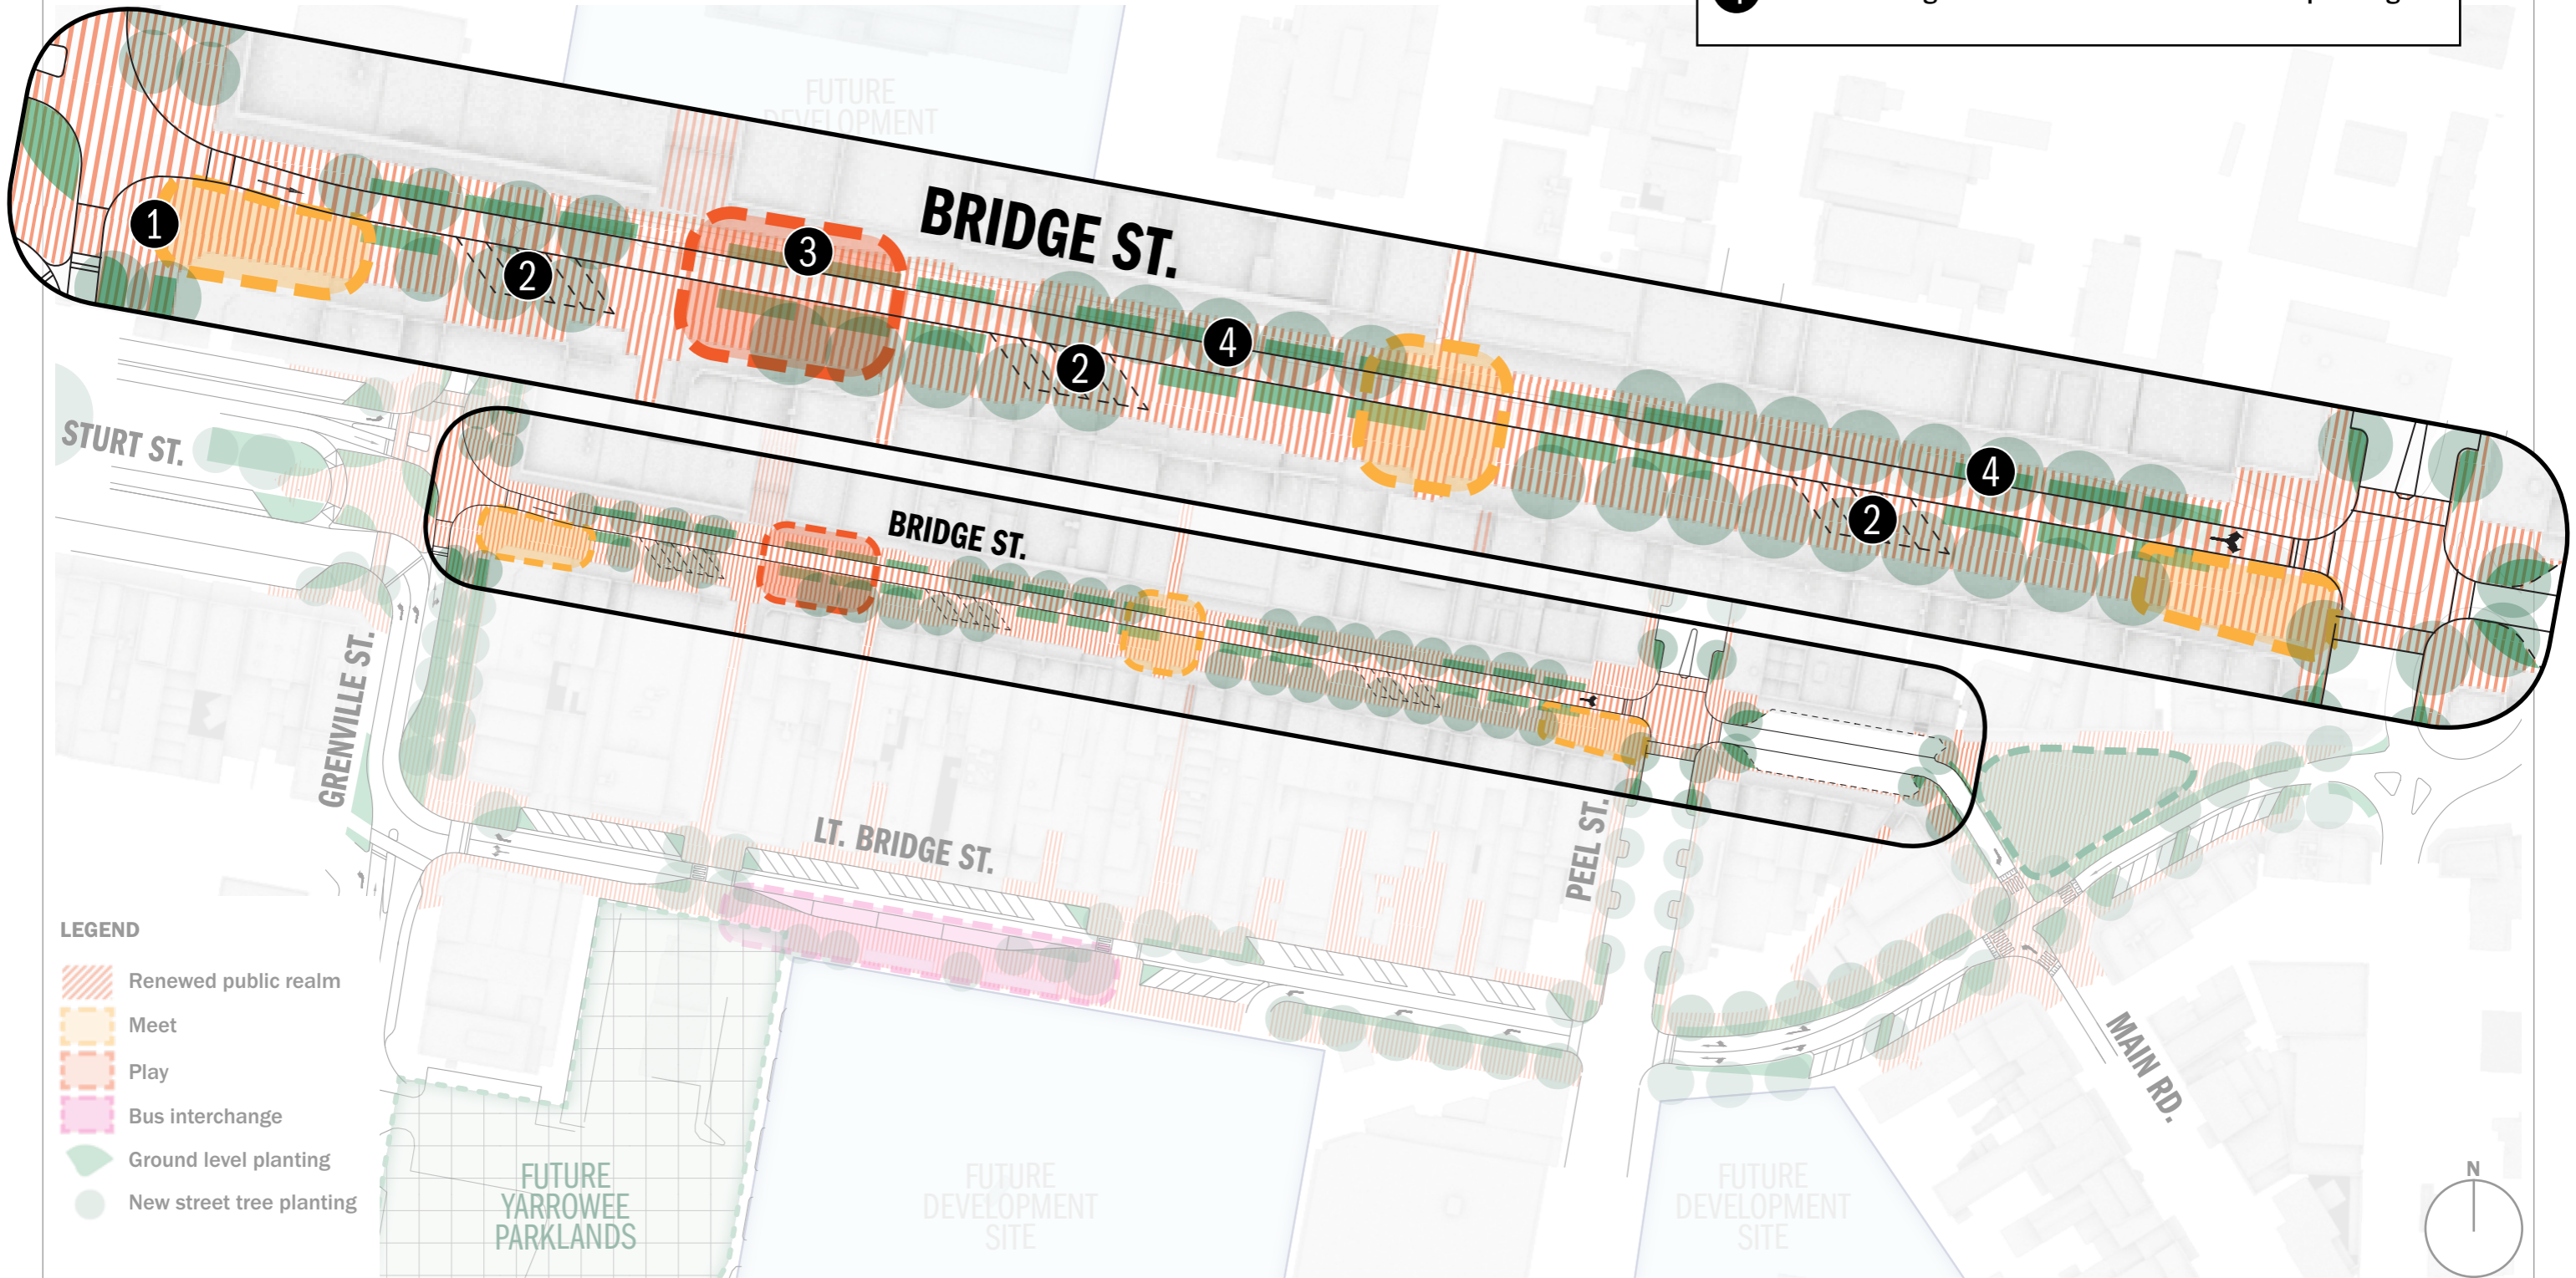 4
FUTURE
DEVELOPMENT
BRIDGE ST.
1
2
3
2
4
4
2
STURT ST.
BRIDGE ST.
GRENVILLE ST.
LT. BRIDGE ST.
PEEL ST.
MAIN RD.
LEGEND
Renewed public realm
Meet
Play
Bus interchange
Ground level planting
New street tree planting
FUTURE
YARROWEE
PARKLANDS
FUTURE
DEVELOPMENT
SITE
FUTURE
DEVELOPMENT
SITE
N